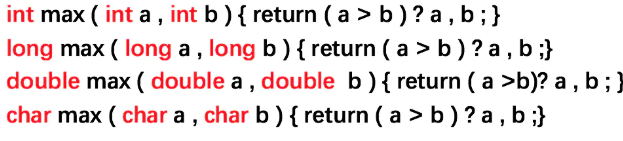 int max ( int a , int b ) { return ( a > b ) ? a , b ; }
long max ( long a , long b ) { return ( a > b ) ? a , b ;}
double max ( double a , double b ) { return ( a >b)? a , b ; }
char max ( char a , char b ) { return ( a > b ) ? a , b ;}